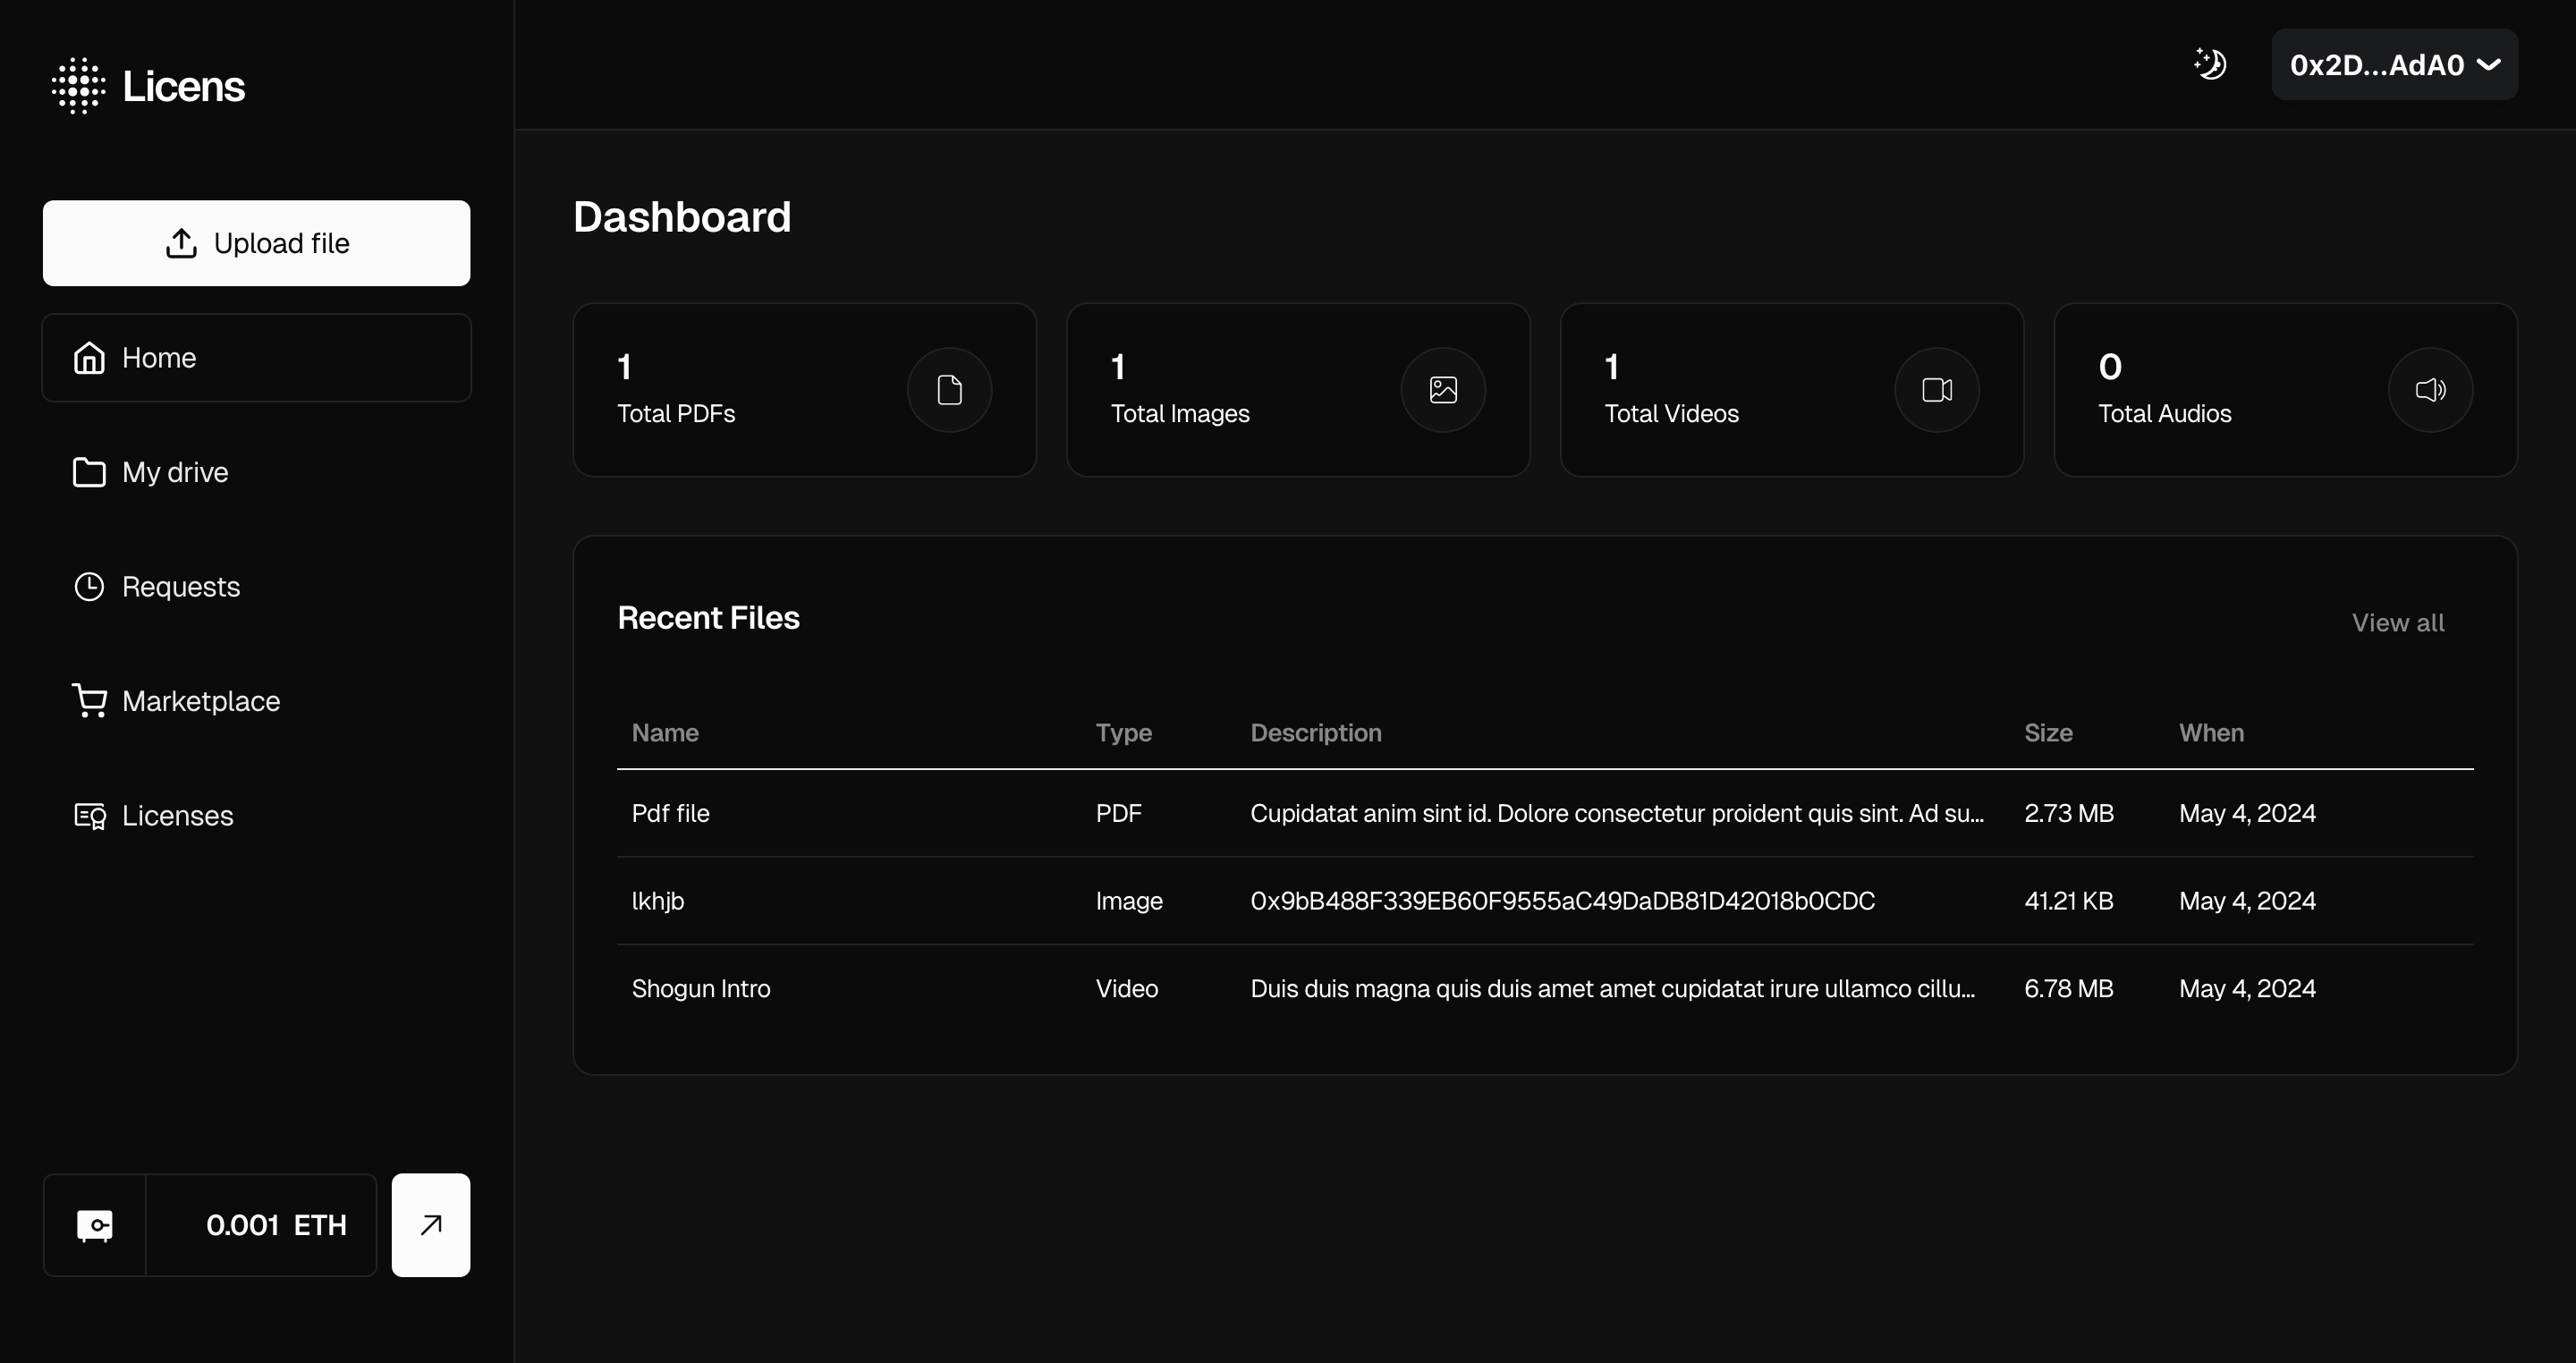 Licens
0x2D...AdA0
Upload file
Home
My drive
Requests
Marketplace
Licenses
0.001 ETH
Dashboard
1
Total PDFs
1
Total Images
1
Total Videos
0
Total Audios
Recent Files
View all
Name Type Description Size When
Pdf file PDF Cupidatat anim sint id. Dolore consectetur proident quis sint. Ad su... 2.73 MB May 4, 2024
lkhjb Image 0x9bB488F339EB60F9555aC49DaDB81D42018b0CDC 41.21 KB May 4, 2024
Shogun Intro Video Duis duis magna quis duis amet amet cupidatat irure ullamco cillu... 6.78 MB May 4, 2024